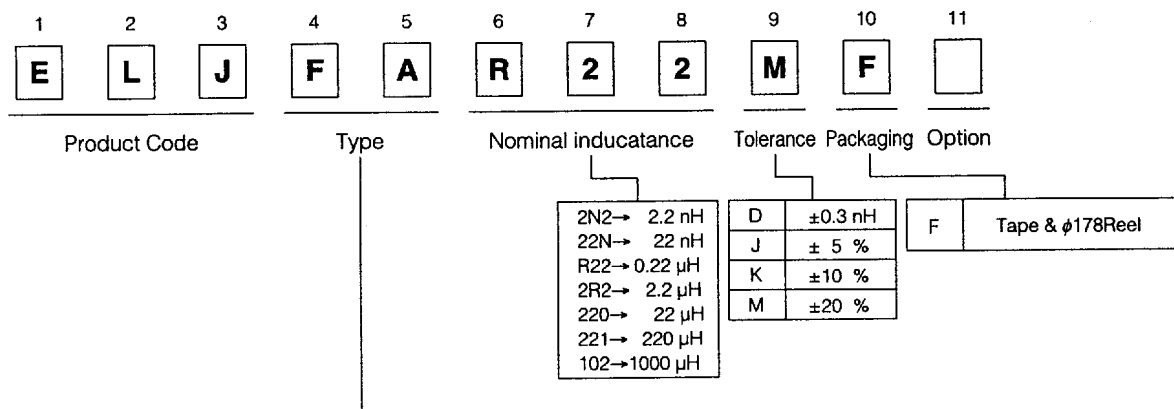 1 2 3 4 5 6 7 8 9 10 11
E L J F A R 2 2 M F
Product Code Type Nominal inducatance Tolerance Packaging Option
2N2→ 2.2 nH
22N→ 22 nH
R22→0.22 μH
2R2→ 2.2 μH
220→ 22 μH
221→ 220 μH
102→1000 μH
D ±0.3 nH
J ± 5 %
K ±10 %
M ±20 %
F Tape & ϕ178Reel